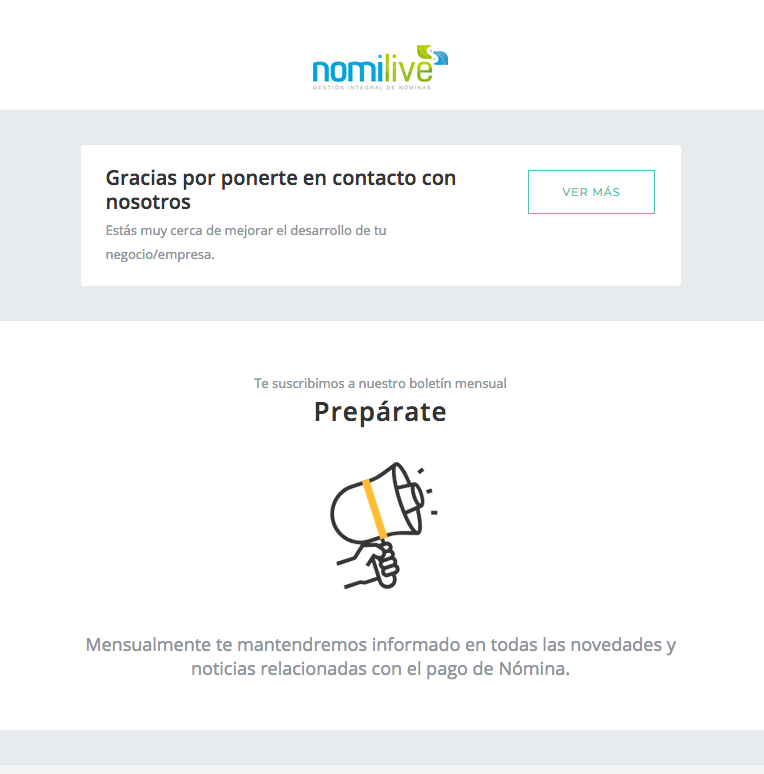 nomilive
GESTIÓN INTEGRAL DE NÓMINAS
Gracias por ponerte en contacto con
nosotros
Estás muy cerca de mejorar el desarrollo de tu
negocio/empresa.
VER MÁS
Te suscribimos a nuestro boletín mensual
Prepárate
Mensualmente te mantendremos informado en todas las novedades y
noticias relacionadas con el pago de Nómina.